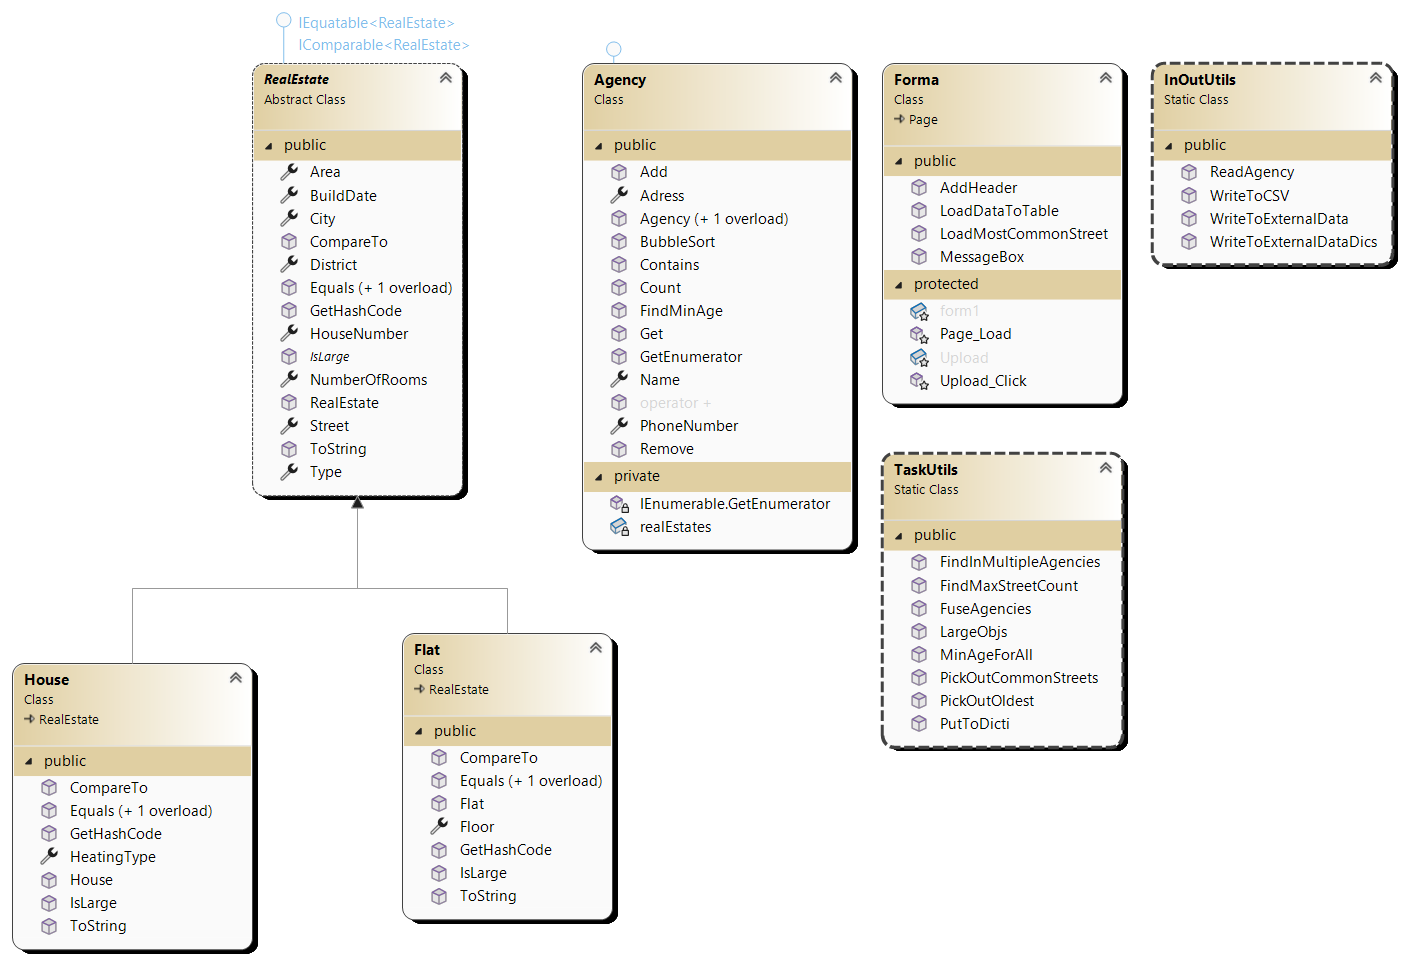 IEquatable<RealEstate>
IComparable<RealEstate>
RealEstate
Abstract Class
public
Area
BuildDate
City
CompareTo
District
Equals (+ 1 overload)
GetHashCode
HouseNumber
IsLarge
NumberOfRooms
RealEstate
Street
ToString
Type
Agency
Class
public
Add
Adress
Agency (+ 1 overload)
BubbleSort
Contains
Count
FindMinAge
Get
GetEnumerator
Name
operator +
PhoneNumber
Remove
private
IEnumerable.GetEnumerator
realEstates
Forma
Class
Page
public
AddHeader
LoadDataToTable
LoadMostCommonStreet
MessageBox
protected
form1
Page_Load
Upload
Upload_Click
InOutUtils
Static Class
public
ReadAgency
WriteToCSV
WriteToExternalData
WriteToExternalDataDics
TaskUtils
Static Class
public
FindInMultipleAgencies
FindMaxStreetCount
FuseAgencies
LargeObjs
MinAgeForAll
PickOutCommonStreets
PickOutOldest
PutToDicti
House
Class
RealEstate
public
CompareTo
Equals (+ 1 overload)
GetHashCode
HeatingType
House
IsLarge
ToString
Flat
Class
RealEstate
public
CompareTo
Equals (+ 1 overload)
Flat
Floor
GetHashCode
IsLarge
ToString